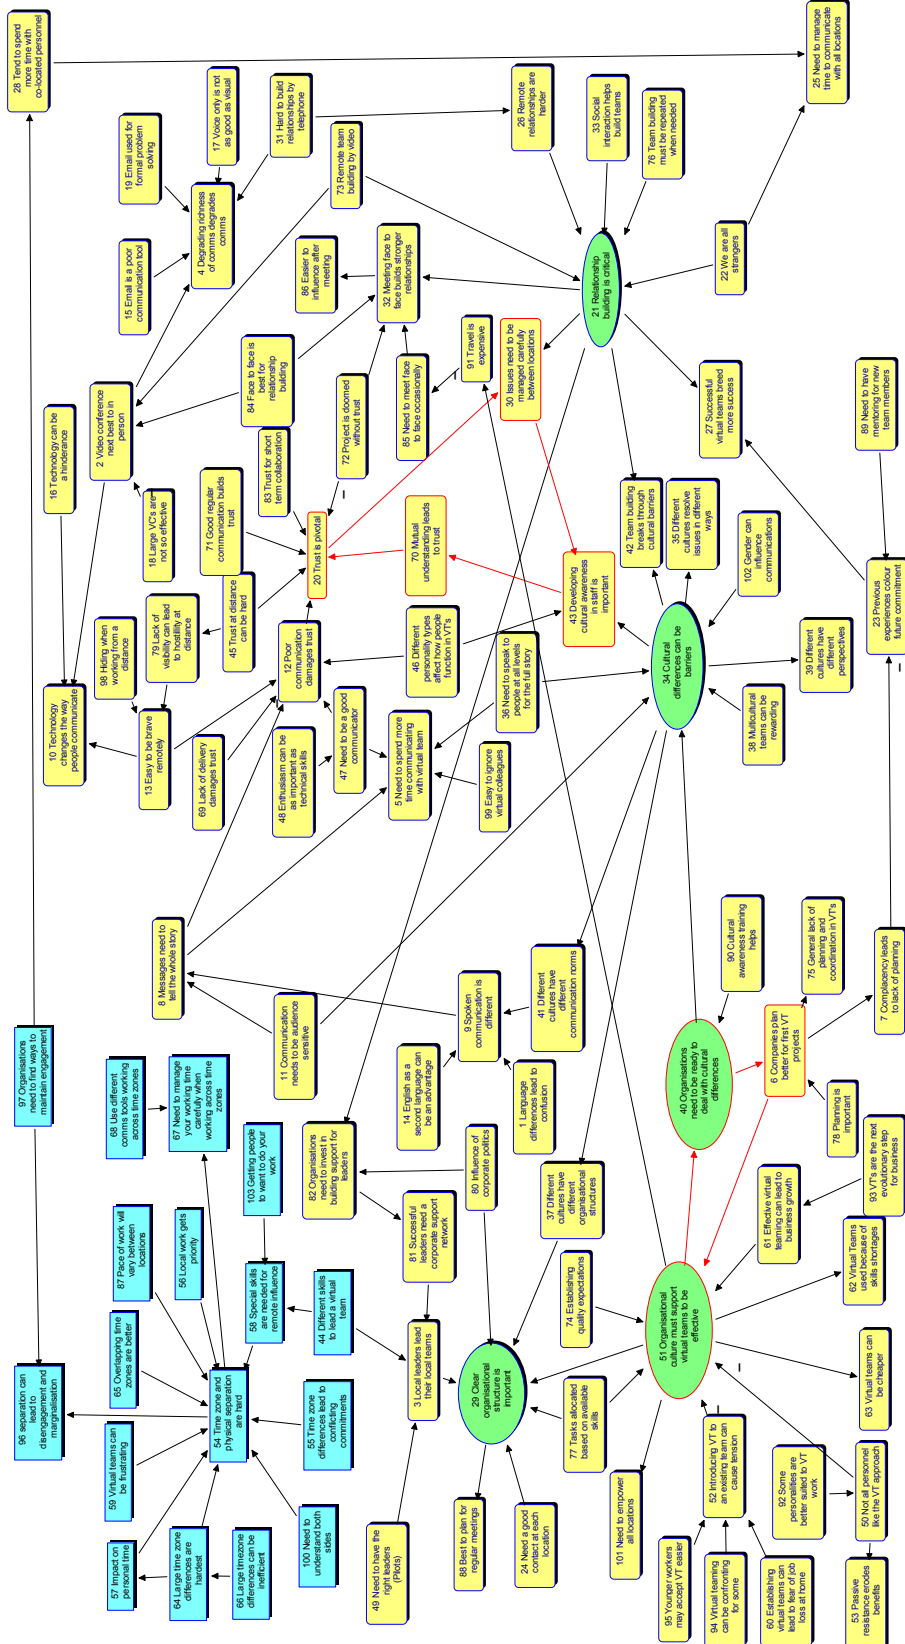 57 Impact on
personal time
59 Virtual teams can
be frustrating
65 Overlapping time
zones are better
87 Pace of work will
vary between
locations
56 Local work gets
priority
96 separation can
lead to
disengagement and
marginalisation
97 Organisations
need to find ways to
maintain engagement
28 Tend to spend
more time with
co-located personnel
68 Use different
comms tools working
across time zones
67 Need to manage
your working time
carefully when
working across time
zones
64 Large time zone
differences are
hardest
66 Large timezone
differences can be
inefficient
100 Need to
understand both
sides
54 Time zone and
physical separation
are hard
55 Time zone
differences lead to
conflicting
commitments
58 Special skills
are needed for
remote influence
103 Getting people
to want to do your
work
44 Different skills
to lead a virtual
team
8 Messages need to
tell the whole story
10 Technology
changes the way
people communicate
16 Technology can be
a hinderance
2 Video conference
next best to in
person
15 Email is a poor
communication tool
19 Email used for
formal problem
solving
17 Voice only is not
as good as visual
4 Degrading richness
of comms degrades
comms
31 Hard to build
relationships by
telephone
98 Hiding when
working from a
distance
13 Easy to be brave
remotely
18 Large VC's are
not so effective
79 Lack of
visibility can lead
to hostility at
distance
69 Lack of delivery
damages trust
45 Trust at distance
can be hard
71 Good regular
communication builds
trust
83 Trust for short
term collaboration
84 Face to face is
best for
relationship
building
73 Remote team
building by video
86 Easier to
influence after
meeting
11 Communication
needs to be audience
sensitive
48 Enthusiasm can be
as important as
technical skills
12 Poor
communication
damages trust
20 Trust is pivotal
72 Project is doomed
without trust
32 Meeting face to
face builds stronger
relationships
47 Need to be a good
communicator
5 Need to spend more
time communicating
with virtual team
46 Different
personality types
affect how people
function in VT's
70 Mutual
understanding leads
to trust
85 Need to meet face
to face occasionally
91 Travel is
expensive
49 Need to have the
right leaders
(Pilots)
3 Local leaders lead
their local teams
81 Successful
leaders need a
corporate support
network
82 Organisations
need to invest in
building support for
leaders
14 English as a
second language can
be an advantage
9 Spoken
communication is
different
1 Language
differences lead to
confusion
41 Different
cultures have
different
communication norms
99 Easy to ignore
virtual colleagues
36 Need to speak to
people at all levels
for the full story
30 Issues need to be
managed carefully
between locations
26 Remote
relationships are
harder
33 Social
interaction helps
build teams
76 Team building
must be repeated
when needed
88 Best to plan for
regular meetings
29 Clear
organisational
structure is
important
80 Influence of
corporate politics
24 Need a good
contact at each
location
77 Tasks allocated
based on available
skills
74 Establishing
quality expectations
37 Different
cultures have
different
organisational
structures
43 Developing
cultural awareness
in staff is
important
21 Relationship
building is critical
42 Team building
breaks through
cultural barriers
35 Different
cultures resolve
issues in different
ways
27 Successful
virtual teams breed
more success
22 We are all
strangers
25 Need to manage
time to communicate
with all locations
101 Need to empower
all locations
51 Organisational
culture must support
virtual teams to be
effective
40 Organisations
need to be ready to
deal with cultural
differences
34 Cultural
differences can be
barriers
102 Gender can
influence
communications
38 Multicultural
teams can be
rewarding
39 Different
cultures have
different
perspectives
90 Cultural
awareness training
helps
6 Companies plan
better for first VT
projects
75 General lack of
planning and
coordination in VT's
78 Planning is
important
61 Effective virtual
teaming can lead to
business growth
93 VT's are the next
evolutionary step
for business
62 Virtual Teams
used because of
skills shortages
63 Virtual teams can
be cheaper
7 Complacency leads
to lack of planning
23 Previous
experiences colour
future commitment
89 Need to have
mentoring for new
team members
95 Younger workers
may accept VT easier
94 Virtual teaming
can be confronting
for some
52 Introducing VT to
an existing team can
cause tension
60 Establishing
virtual teams can
lead to fear of job
loss at home
92 Some
personalities are
better suited to VT
work
50 Not all personnel
like the VT approach
53 Passive
resistance erodes
benefits